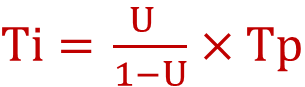 Ti = U/1−U × Tp